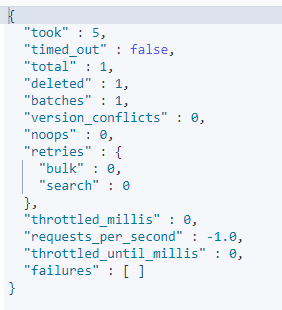 {
  "took" : 5,
  "timed_out" : false,
  "total" : 1,
  "deleted" : 1,
  "batches" : 1,
  "version_conflicts" : 0,
  "noops" : 0,
  "retries" : {
    "bulk" : 0,
    "search" : 0
  },
  "throttled_millis" : 0,
  "requests_per_second" : -1.0,
  "throttled_until_millis" : 0,
  "failures" : [ ]
}